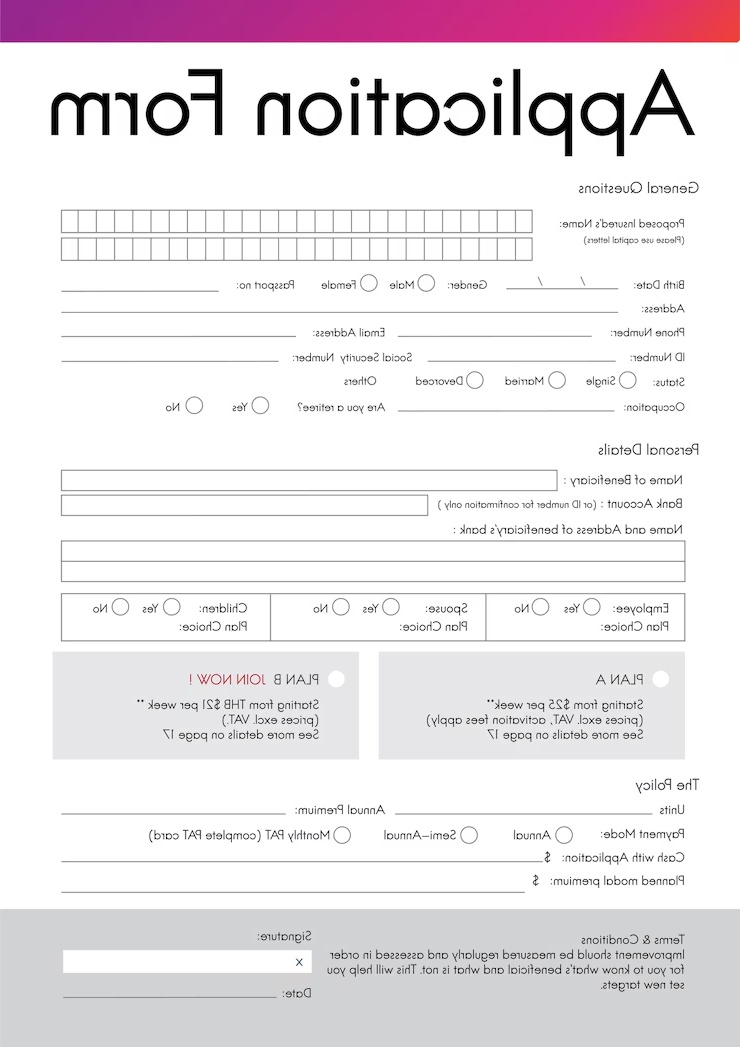 Application Form
General Questions
Proposed Insured's Name:
(Please use capital letters)
Birth Date: / / Gender: Male Female Passport no:
Address:
Phone Number: Email Address:
ID Number: Social Security Number:
Status: Single Married Devorced Others
Occupation: Are you a retiree? Yes No
Personal Details
Name of Beneficiary :
Bank Account : (or ID number for confirmation only )
Name and Address of beneficiary's bank :
Employee: Yes No Spouse: Yes No Children: Yes No
Plan Choice: Plan Choice: Plan Choice:
PLAN A
Starting from $25 per week**
(prices excl. VAT, activation fees apply)
See more details on page 17
PLAN B JOIN NOW !
Starting from THB $21 per week **
(prices excl. VAT.)
See more details on page 17
The Policy
Units Annual Premium:
Payment Mode: Annual Semi-Annual Monthly PAT (complete PAT card)
Cash with Application: $
Planned modal premium: $
Terms & Conditions
Improvement should be measured regularly and assessed in order
for you to know what's beneficial and what is not. This will help you
set new targets.
Signature:
x
Date: